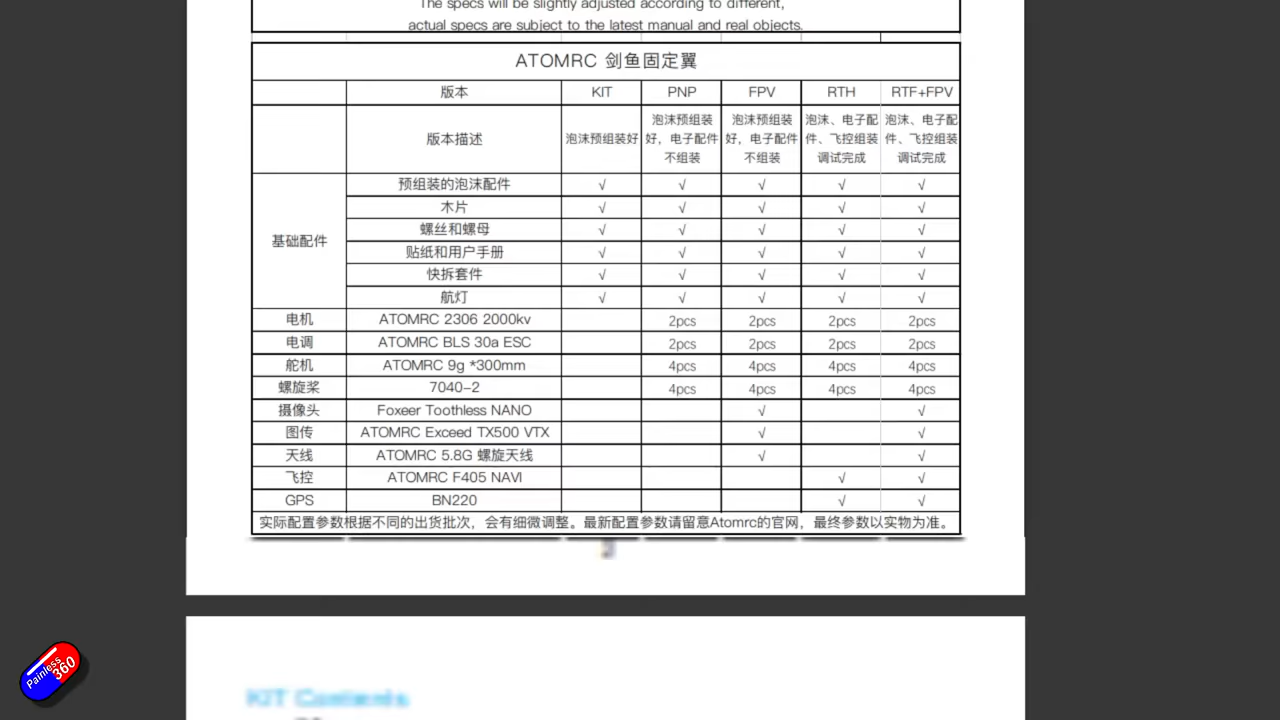 The specs will be slightly adjusted according to different,
actual specs are subject to the latest manual and real objects.
ATOMRC 剑鱼固定翼
版本 KIT PNP FPV RTH RTF+FPV
版本描述 泡沫预组装好 泡沫预组装好，电子配件不组装 泡沫预组装好，电子配件不组装 泡沫、电子配件、飞控组装调试完成 泡沫、电子配件、飞控组装调试完成
基础配件
预组装的泡沫配件 √ √ √ √ √
木片 √ √ √ √ √
螺丝和螺母 √ √ √ √ √
贴纸和用户手册 √ √ √ √ √
快拆套件 √ √ √ √ √
航灯 √ √ √ √ √
电机 ATOMRC 2306 2000kv 2pcs 2pcs 2pcs 2pcs
电调 ATOMRC BLS 30a ESC 2pcs 2pcs 2pcs 2pcs
舵机 ATOMRC 9g *300mm 4pcs 4pcs 4pcs 4pcs
螺旋桨 7040-2 4pcs 4pcs 4pcs 4pcs
摄像头 Foxeer Toothless NANO √ √
图传 ATOMRC Exceed TX500 VTX √ √
天线 ATOMRC 5.8G 螺旋天线 √ √
飞控 ATOMRC F405 NAVI √ √
GPS BN220 √ √
实际配置参数根据不同的出货批次，会有细微调整。最新配置参数请留意Atomrc的官网，最终参数以实物为准。
KIT Contents
Painless
360